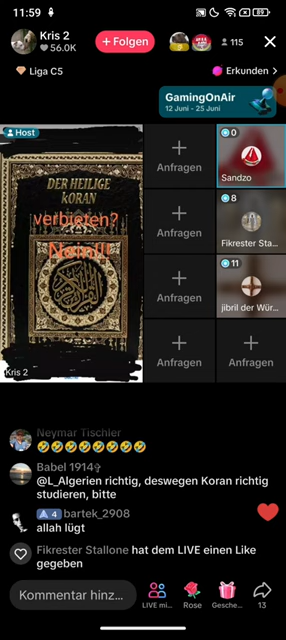 11:59
89
Kris 2
56.0K
+ Folgen
115
Liga C5
Erkunden >
GamingOnAir
12 Juni - 25 Juni
Host
DER HEILIGE
KORAN
verbieten?
Nein!!!
Kris 2
Anfragen
Anfragen
Anfragen
Anfragen
Anfragen
0
Sandzo
8
Fikrester Sta...
11
jibril der Wür...
Neymar Tischler
🤣🤣🤣🤣🤣🤣🤣🤣
Babel 1914✞
@L_Algerien richtig, deswegen Koran richtig
studieren, bitte
4 bartek_2908
allah lügt
Fikrester Stallone hat dem LIVE einen Like
gegeben
Kommentar hinz...
LIVE mi...
Rose
Gesche...
13